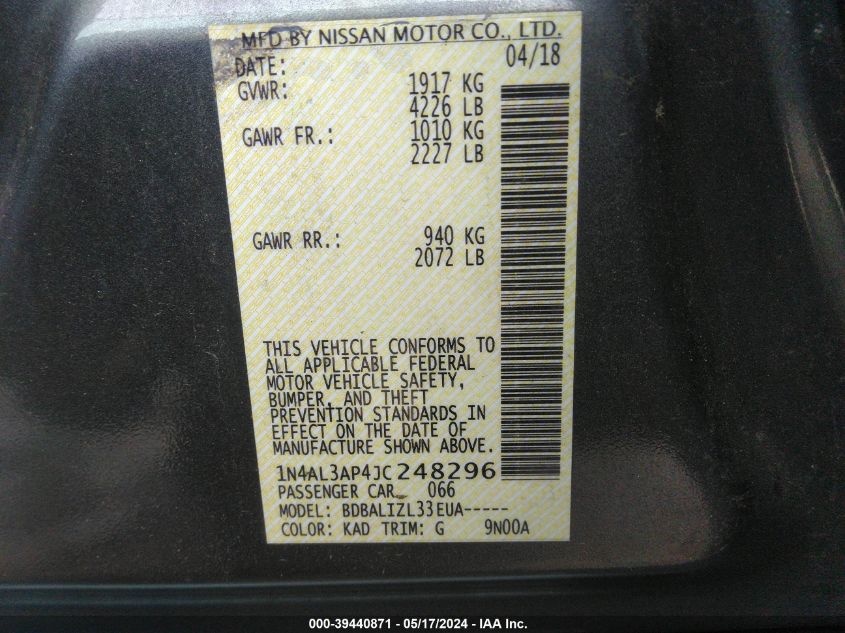 MFD BY NISSAN MOTOR CO., LTD.
DATE: 04/18
GVWR: 1917 KG
4226 LB
GAWR FR.: 1010 KG
2227 LB
GAWR RR.: 940 KG
2072 LB
THIS VEHICLE CONFORMS TO
ALL APPLICABLE FEDERAL
MOTOR VEHICLE SAFETY,
BUMPER, AND THEFT
PREVENTION STANDARDS IN
EFFECT ON THE DATE OF
MANUFACTURE SHOWN ABOVE.
1N4AL3AP4JC248296
PASSENGER CAR 066
MODEL: BDBALIZL33EUA-----
COLOR: KAD TRIM: G 9N00A
000-39440871 - 05/17/2024 - IAA Inc.